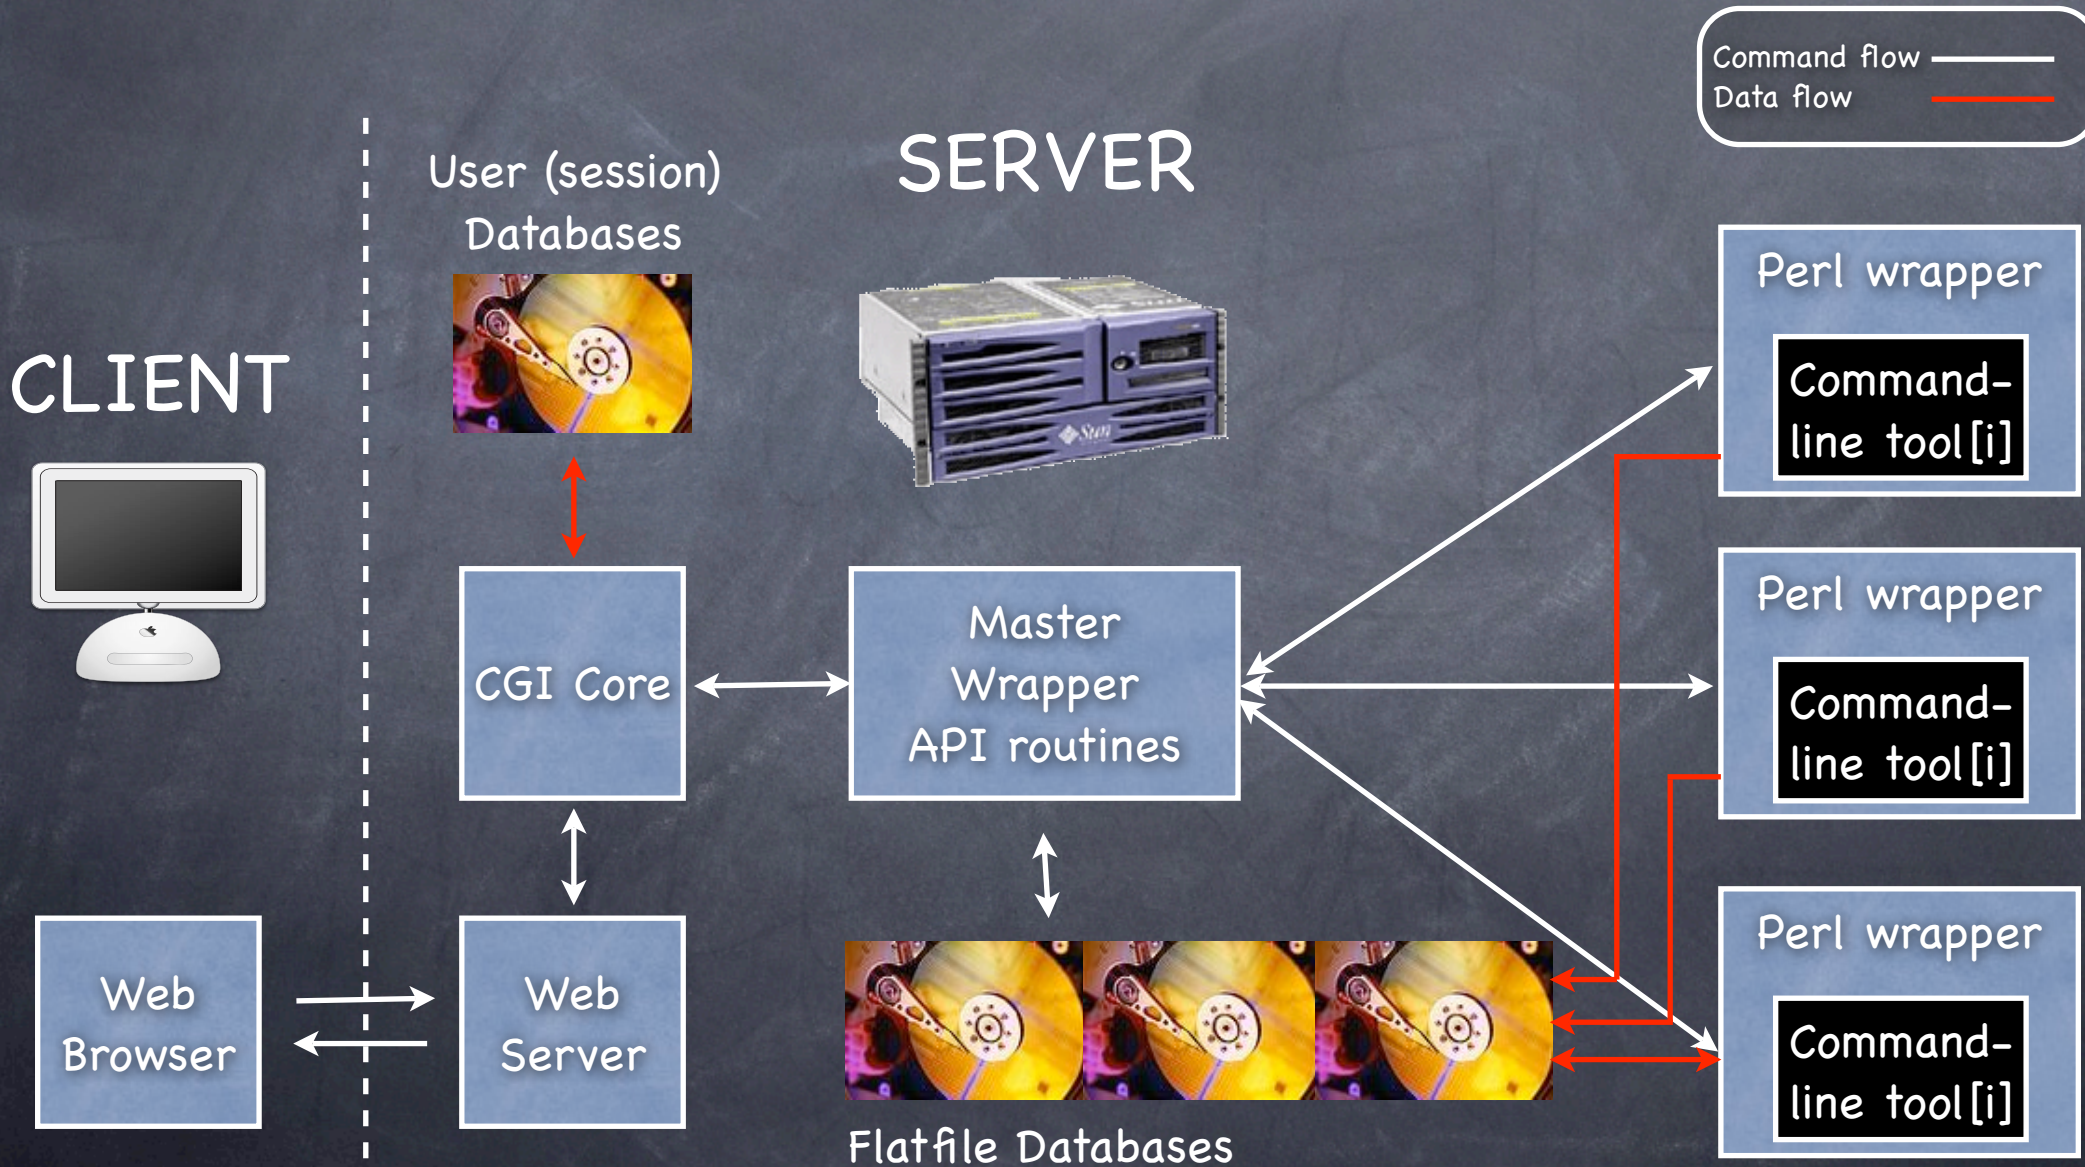 Command flow
Data flow
SERVER
User (session)
Databases
CLIENT
Sun
Perl wrapper
Command-
line tool[i]
CGI Core
Master
Wrapper
API routines
Perl wrapper
Command-
line tool[i]
Web
Browser
Web
Server
Perl wrapper
Command-
line tool[i]
Flatfile Databases